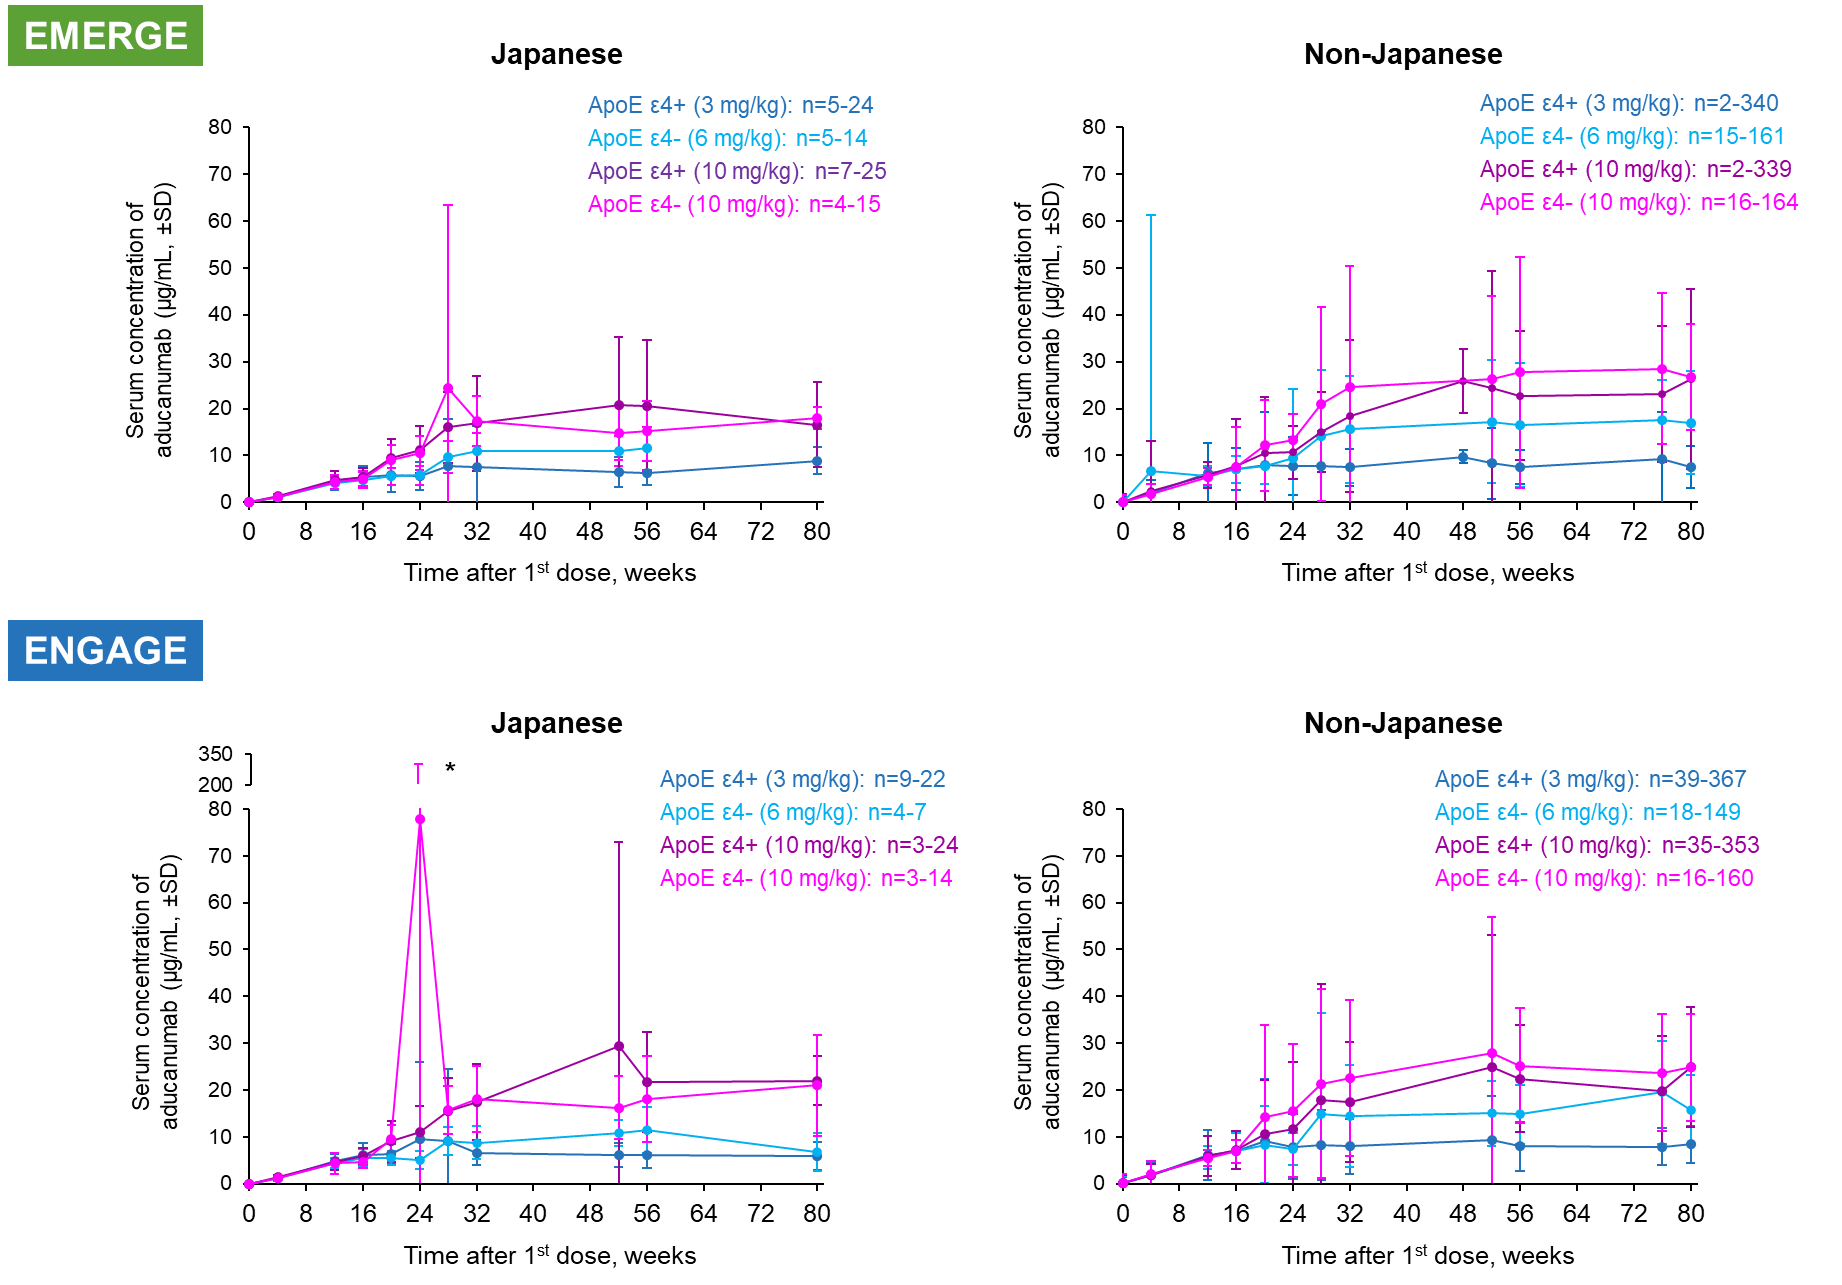 EMERGE
Japanese
ApoE ε4+ (3 mg/kg): n=5-24
ApoE ε4- (6 mg/kg): n=5-14
ApoE ε4+ (10 mg/kg): n=7-25
ApoE ε4- (10 mg/kg): n=4-15
Serum concentration of
aducanumab (µg/mL, ±SD)
80
70
60
50
40
30
20
10
0
0 8 16 24 32 40 48 56 64 72 80
Time after 1st dose, weeks
Non-Japanese
ApoE ε4+ (3 mg/kg): n=2-340
ApoE ε4- (6 mg/kg): n=15-161
ApoE ε4+ (10 mg/kg): n=2-339
ApoE ε4- (10 mg/kg): n=16-164
Serum concentration of
aducanumab (µg/mL, ±SD)
80
70
60
50
40
30
20
10
0
0 8 16 24 32 40 48 56 64 72 80
Time after 1st dose, weeks
ENGAGE
Japanese
350
200
*
ApoE ε4+ (3 mg/kg): n=9-22
ApoE ε4- (6 mg/kg): n=4-7
ApoE ε4+ (10 mg/kg): n=3-24
ApoE ε4- (10 mg/kg): n=3-14
Serum concentration of
aducanumab (µg/mL, ±SD)
80
70
60
50
40
30
20
10
0
0 8 16 24 32 40 48 56 64 72 80
Time after 1st dose, weeks
Non-Japanese
ApoE ε4+ (3 mg/kg): n=39-367
ApoE ε4- (6 mg/kg): n=18-149
ApoE ε4+ (10 mg/kg): n=35-353
ApoE ε4- (10 mg/kg): n=16-160
Serum concentration of
aducanumab (µg/mL, ±SD)
80
70
60
50
40
30
20
10
0
0 8 16 24 32 40 48 56 64 72 80
Time after 1st dose, weeks